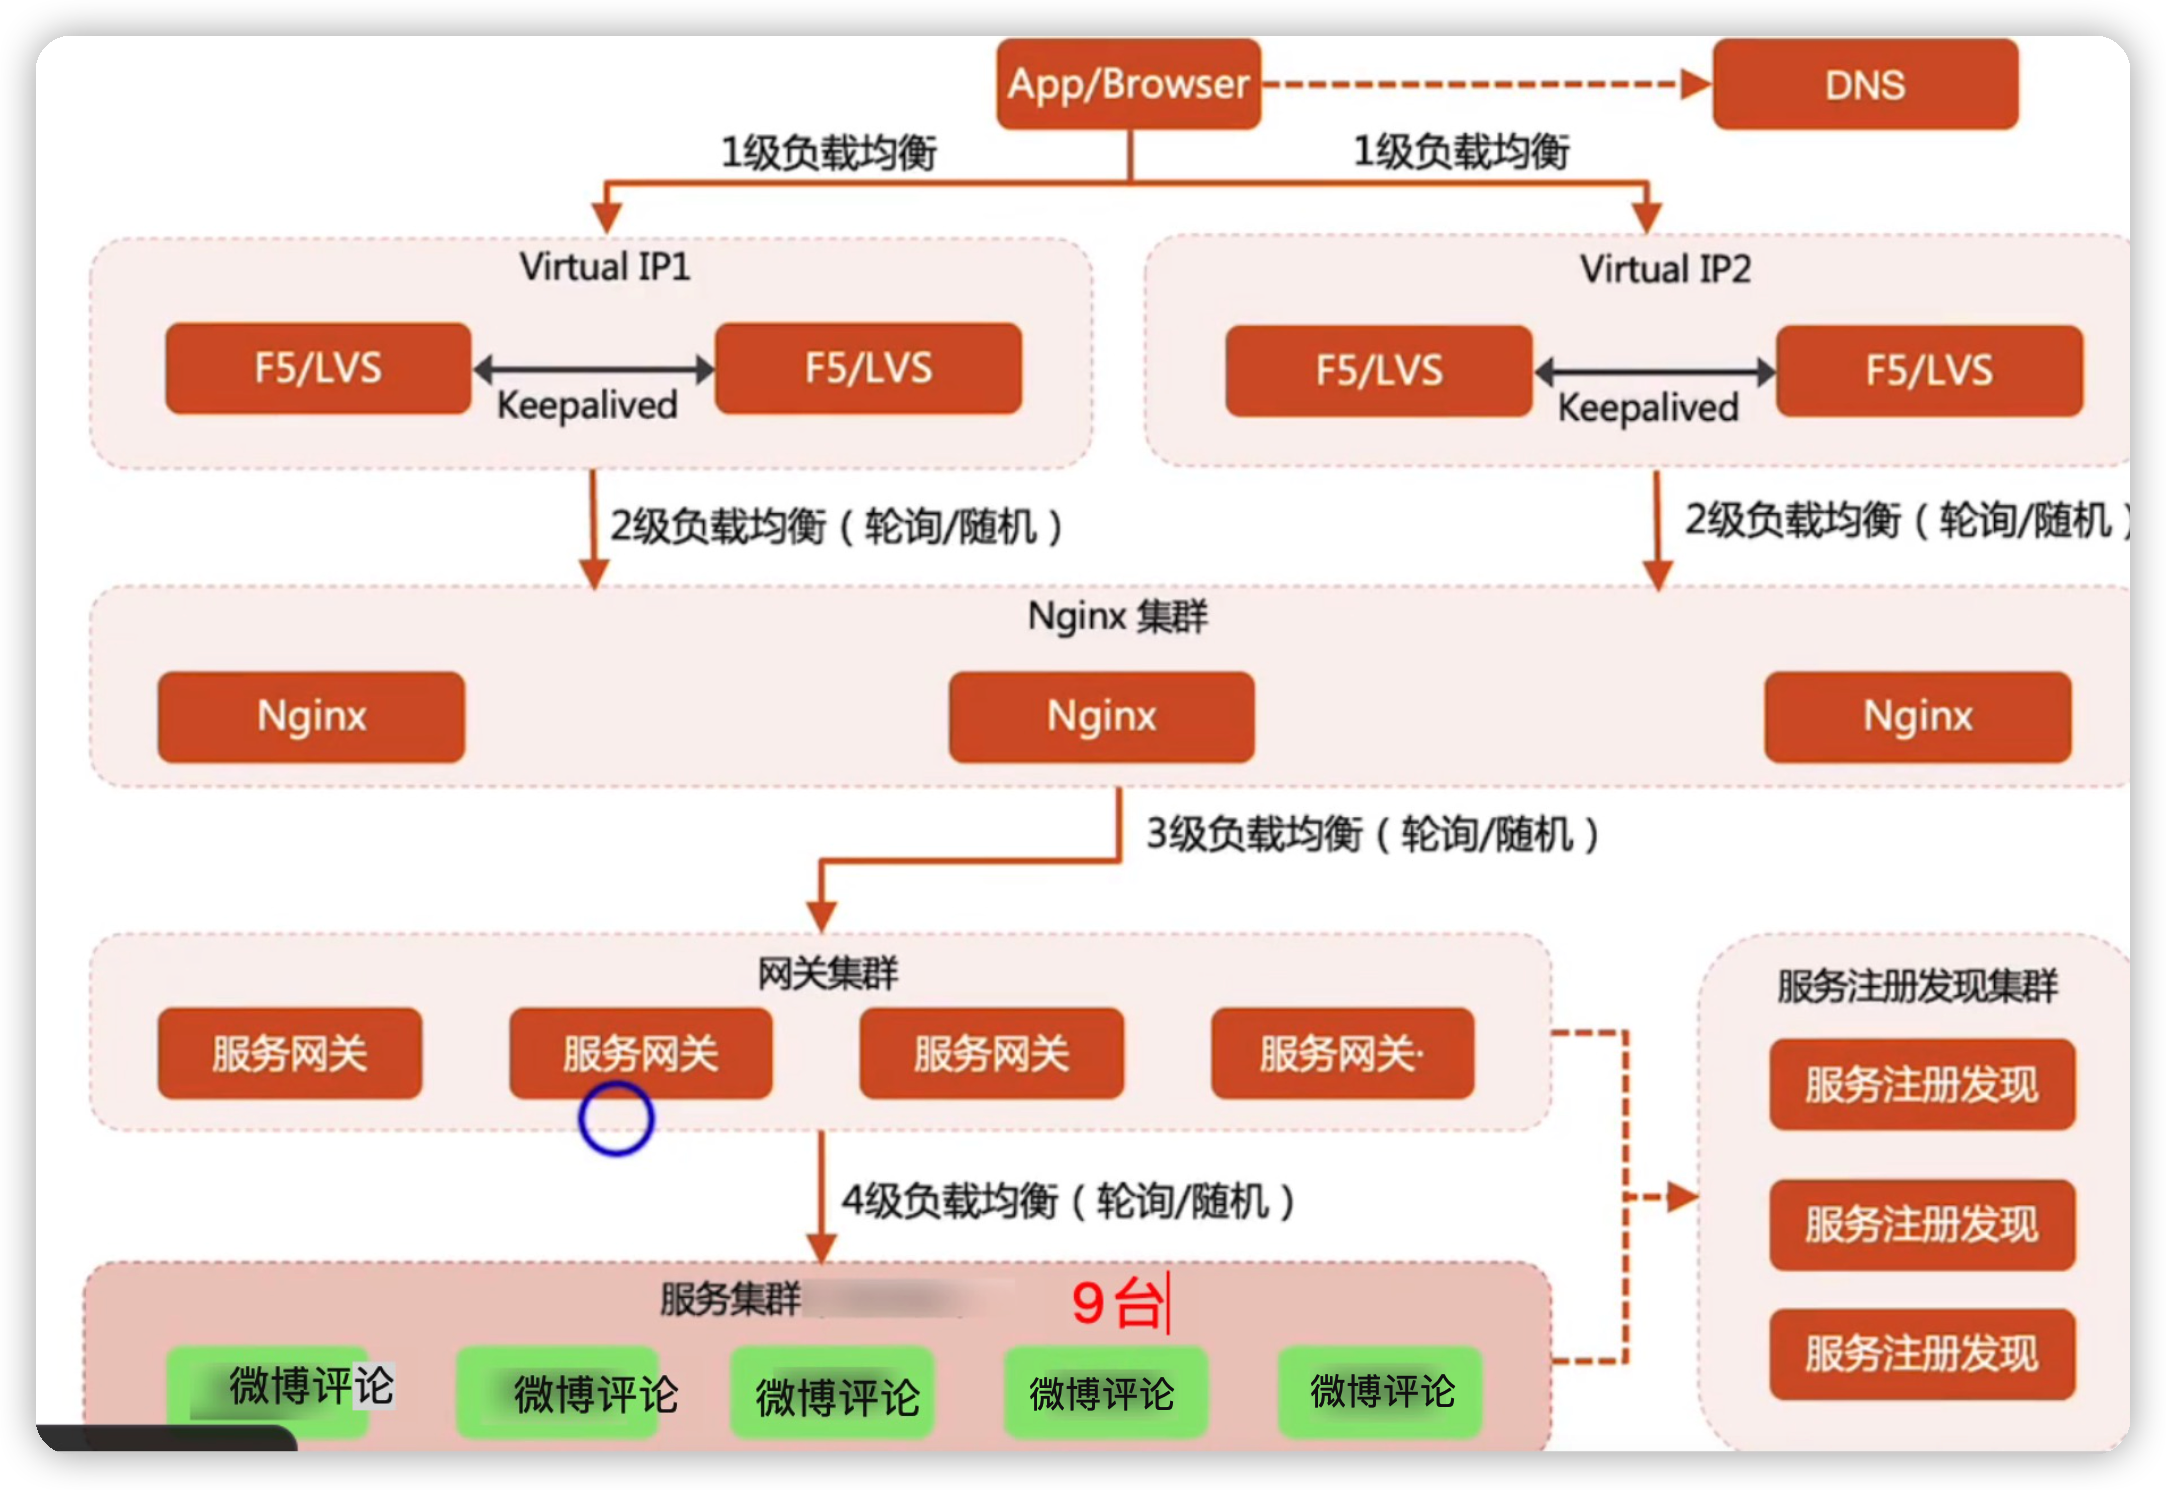 App/Browser
DNS
1级负载均衡
1级负载均衡
Virtual IP1
Virtual IP2
F5/LVS
F5/LVS
Keepalived
F5/LVS
F5/LVS
Keepalived
2级负载均衡（轮询/随机）
2级负载均衡（轮询/随机）
Nginx 集群
Nginx
Nginx
Nginx
3级负载均衡（轮询/随机）
网关集群
服务网关
服务网关
服务网关
服务网关·
服务注册发现集群
服务注册发现
服务注册发现
服务注册发现
4级负载均衡（轮询/随机）
服务集群
9台
微博评论
微博评论
微博评论
微博评论
微博评论